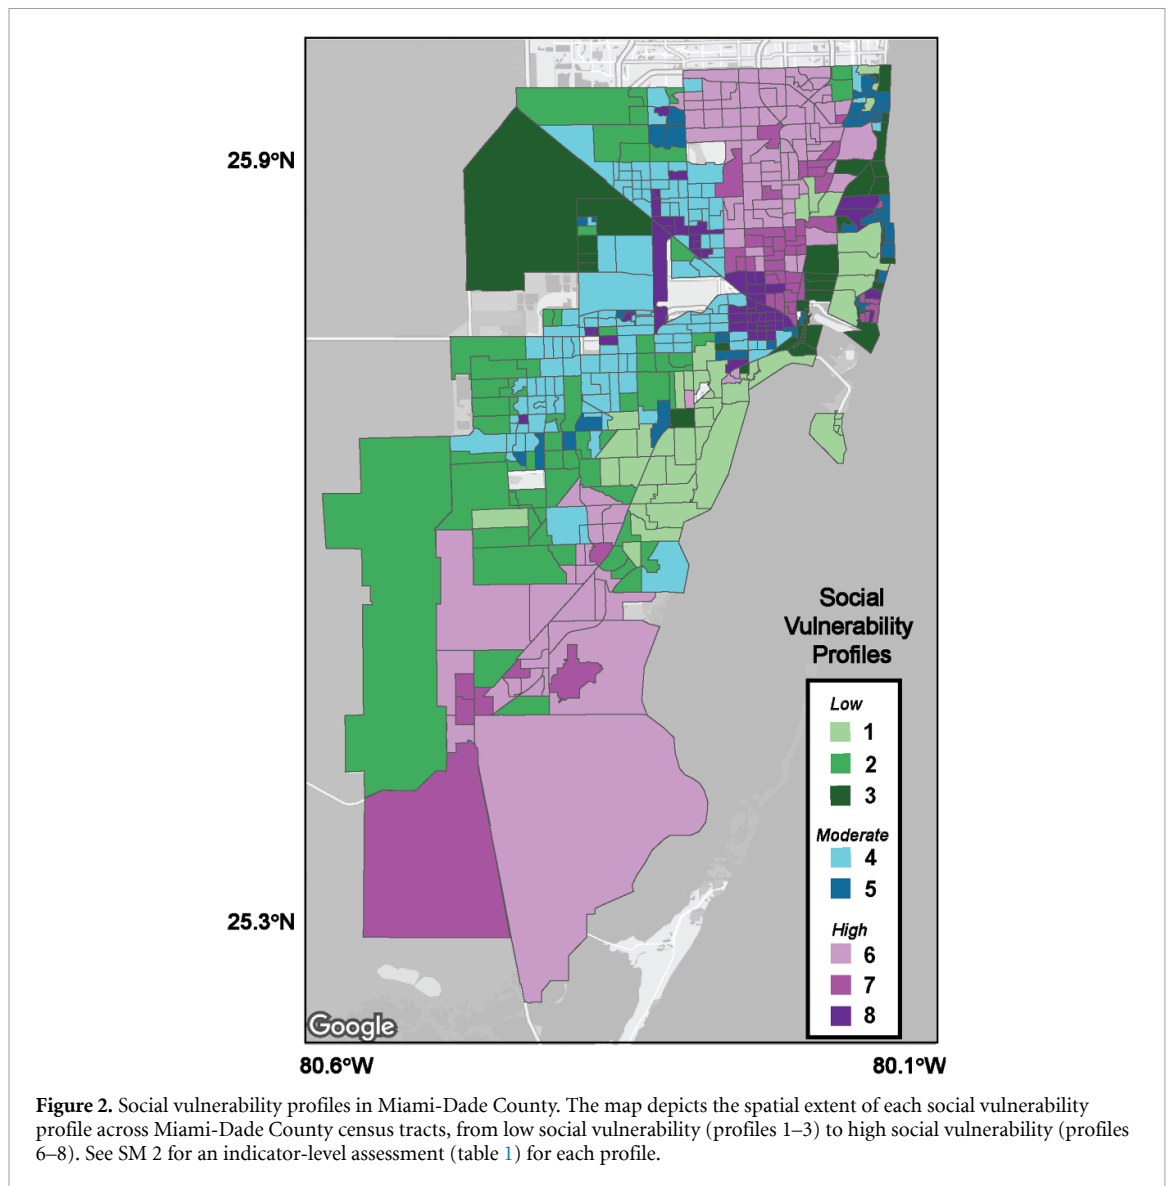 25.9°N
Social
Vulnerability
Profiles
Low
1
2
3
Moderate
4
5
High
6
7
8
25.3°N
Google
80.6°W 80.1°W
Figure 2. Social vulnerability profiles in Miami-Dade County. The map depicts the spatial extent of each social vulnerability
profile across Miami-Dade County census tracts, from low social vulnerability (profiles 1–3) to high social vulnerability (profiles
6–8). See SM 2 for an indicator-level assessment (table 1) for each profile.